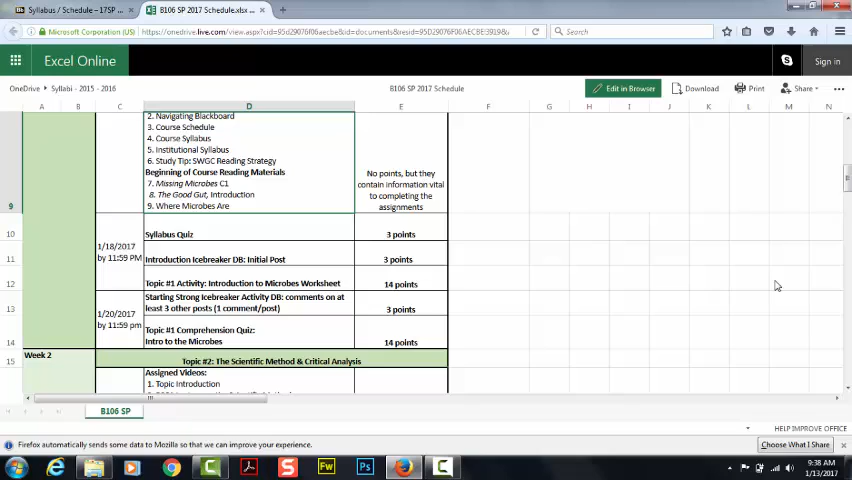 Syllabus / Schedule – 17SP ...
B106 SP 2017 Schedule.xlsx ...
Microsoft Corporation (US)
https://onedrive.live.com/view.aspx?cid=95d29076f06aecbe&id=documents&resid=95D29076F06AECBE!3919&
Search
Excel Online
Sign in
OneDrive
Syllabi - 2015 - 2016
B106 SP 2017 Schedule
Edit in Browser
Download
Print
Share
A B C D E F G H I J K L M N
2. Navigating Blackboard
3. Course Schedule
4. Course Syllabus
5. Institutional Syllabus
6. Study Tip: SWGC Reading Strategy
Beginning of Course Reading Materials
7. Missing Microbes C1
8. The Good Gut, Introduction
9. Where Microbes Are
No points, but they
contain information vital
to completing the
assignments
9
10
Syllabus Quiz
3 points
1/18/2017
by 11:59 PM
11
Introduction Icebreaker DB: Initial Post
3 points
12
Topic #1 Activity: Introduction to Microbes Worksheet
14 points
1/20/2017
by 11:59 pm
13
Starting Strong Icebreaker Activity DB: comments on at
least 3 other posts (1 comment/post)
3 points
14
Topic #1 Comprehension Quiz:
Intro to the Microbes
14 points
Week 2
15
Topic #2: The Scientific Method & Critical Analysis
Assigned Videos:
1. Topic Introduction
B106 SP
HELP IMPROVE OFFICE
Firefox automatically sends some data to Mozilla so that we can improve your experience.
Choose What I Share
Fw
Ps
9:38 AM
1/13/2017